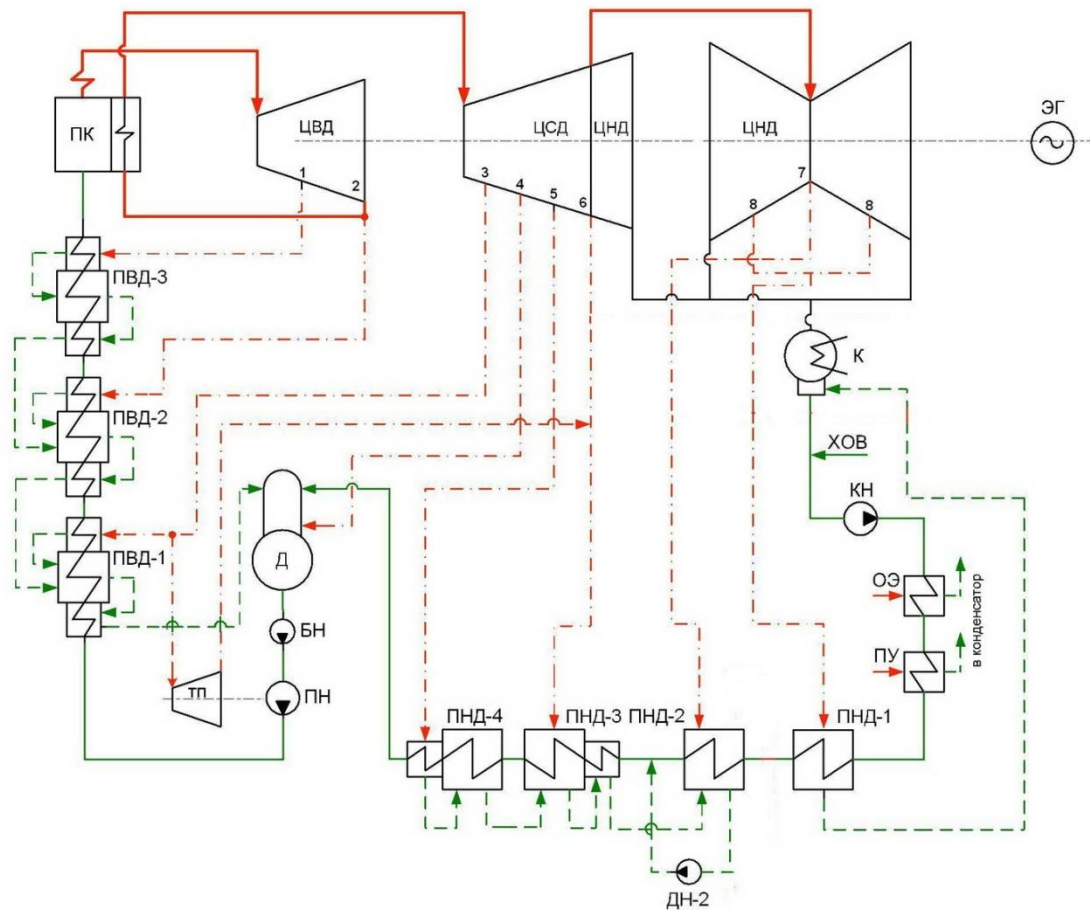 ЭГ
ПК
ЦВД
ЦСД
ЦНД
ЦНД
1
2
3
4
5
6
7
8
8
ПВД-3
К
ПВД-2
ХОВ
КН
ПВД-1
Д
ОЭ
БН
ПУ
в конденсатор
ТП
ПН
ПНД-4
ПНД-3
ПНД-2
ПНД-1
ДН-2